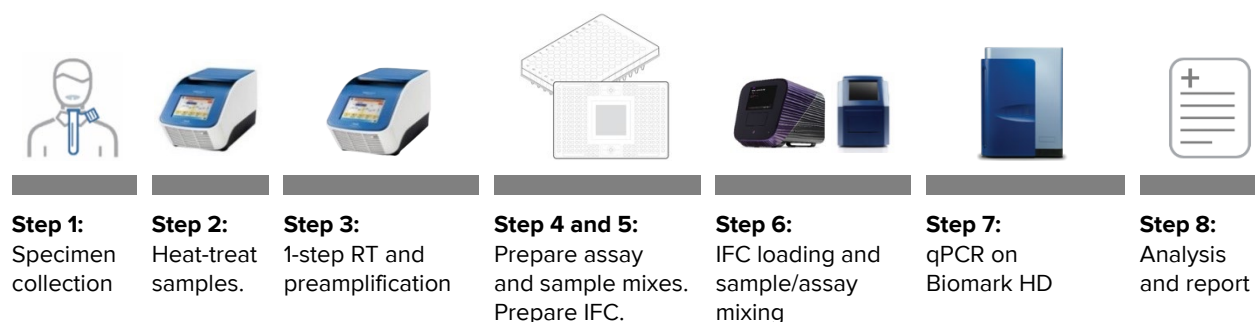 Step 1:
Specimen
collection
Step 2:
Heat-treat
samples.
Step 3:
1-step RT and
preamplification
Step 4 and 5:
Prepare assay
and sample mixes.
Prepare IFC.
Step 6:
IFC loading and
sample/assay
mixing
Step 7:
qPCR on
Biomark HD
Step 8:
Analysis
and report